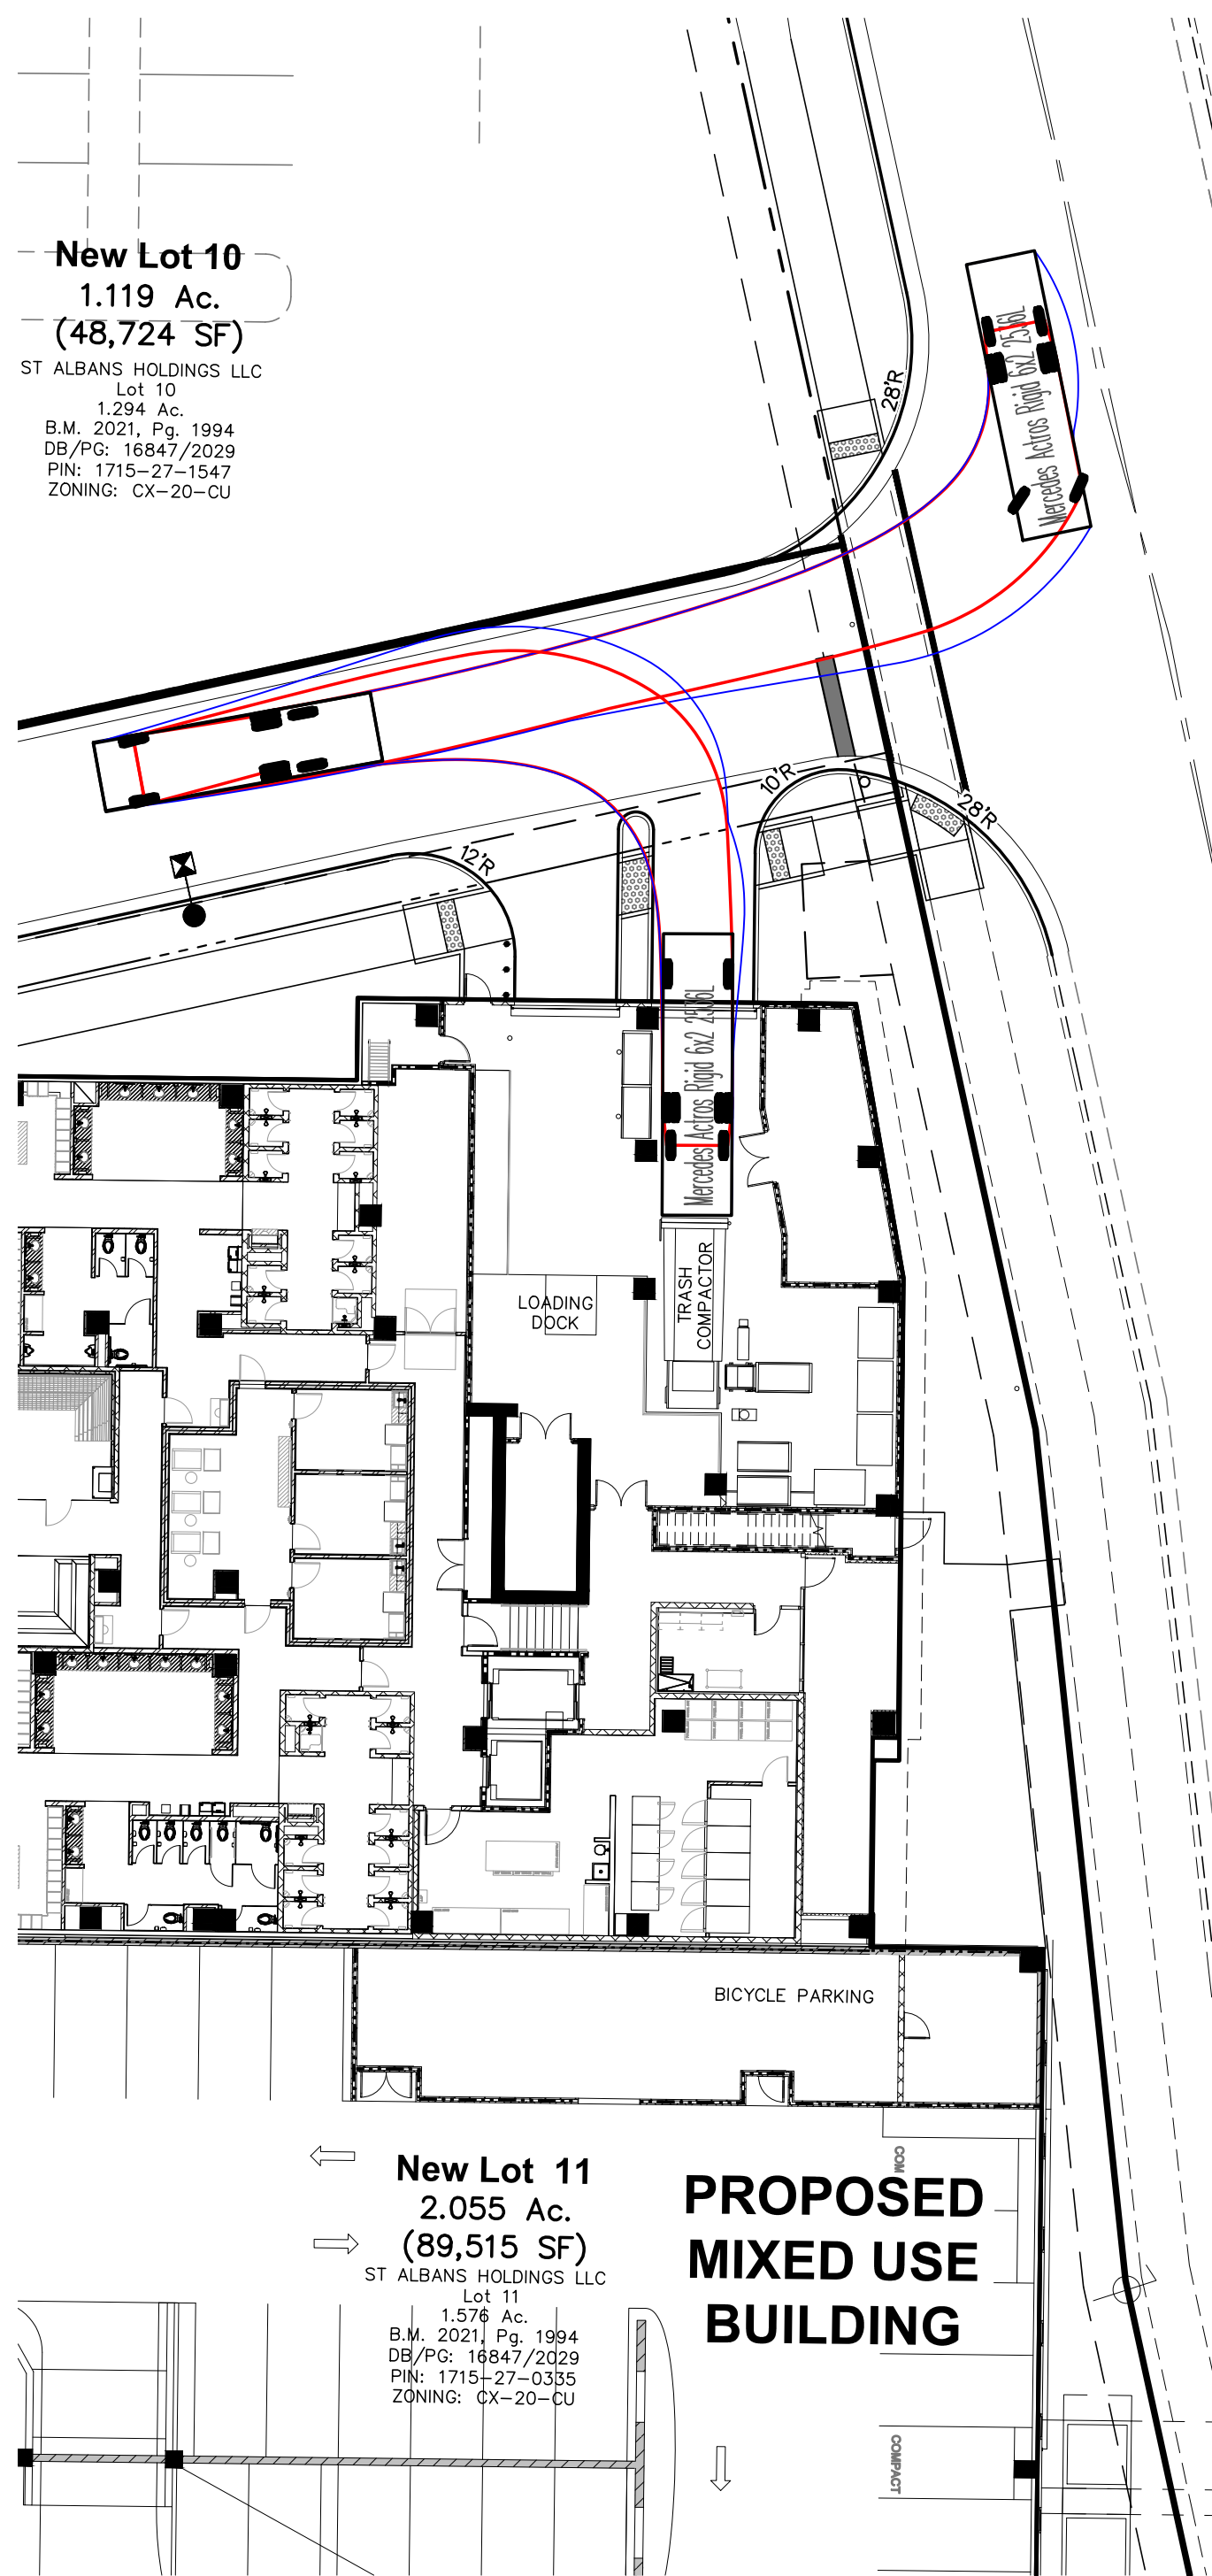 New Lot 10
1.119 Ac.
(48,724 SF)
ST ALBANS HOLDINGS LLC
Lot 10
1.294 Ac.
B.M. 2021, Pg. 1994
DB/PG: 16847/2029
PIN: 1715-27-1547
ZONING: CX-20-CU
28'R
Mercedes Actros Rigid 6x2 2536L
10'R
28'R
12'R
Mercedes Actros Rigid 6x2 2536L
TRASH
COMPACTOR
LOADING
DOCK
BICYCLE PARKING
New Lot 11
2.055 Ac.
(89,515 SF)
ST ALBANS HOLDINGS LLC
Lot 11
1.576 Ac.
B.M. 2021, Pg. 1994
DB/PG: 16847/2029
PIN: 1715-27-0335
ZONING: CX-20-CU
COM
PROPOSED
MIXED USE
BUILDING
COMPACT